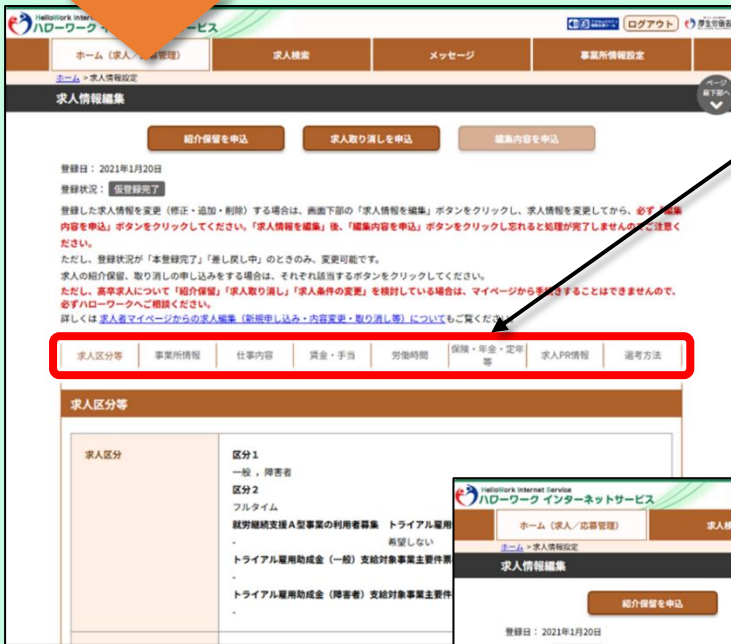 HelloWork Inter
ハローワーク イ ーネットサービス
ログアウト
厚生労働省
ホーム（求人／応募管理）
求人検索
メッセージ
事業所情報設定
ホーム > 求人情報設定
ページ
最下部へ
求人情報編集
紹介保留を申込
求人取り消しを申込
編集内容を申込
登録日： 2021年1月20日
登録状況： 仮登録完了
登録した求人情報を変更（修正・追加・削除）する場合は、画面下部の「求人情報を編集」ボタンをクリックし、求人情報を変更してから、必ず「編集
内容を申込」ボタンをクリックしてください。「求人情報を編集」後、「編集内容を申込」ボタンをクリックし忘れると処理が完了しませんのでご注意く
ださい。
ただし、登録状況が「本登録完了」「差し戻し中」のときのみ、変更可能です。
求人の紹介保留、取り消しの申し込みをする場合は、それぞれ該当するボタンをクリックしてください。
ただし、高卒求人について「紹介保留」「求人取り消し」「求人条件の変更」を検討している場合は、マイページから手続きすることはできませんので、
必ずハローワークへご相談ください。
詳しくは 求人者マイページからの求人編集（新規申し込み・内容変更・取り消し等）について もご覧ください。
求人区分等
事業所情報
仕事内容
賃金・手当
労働時間
保険・年金・定年
等
求人PR情報
選考方法
求人区分等
求人区分
区分１
一般 , 障害者
区分２
フルタイム
就労継続支援Ａ型事業の利用者募集 トライアル雇用
- 希望しない
トライアル雇用助成金（一般）支給対象事業主要件票
-
トライアル雇用助成金（障害者）支給対象事業主要件
-
HelloWork Internet Service
ハローワーク インターネットサービス
ホーム（求人／応募管理）
求人検
ホーム > 求人情報設定
求人情報編集
紹介保留を申込
登録日： 2021年1月20日